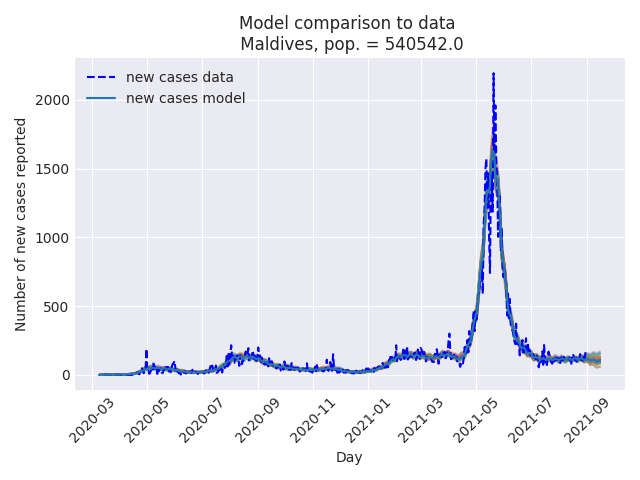 Model comparison to data
Maldives, pop. = 540542.0
new cases data
new cases model
Number of new cases reported
2000
1500
1000
500
0
2020-03
2020-05
2020-07
2020-09
2020-11
2021-01
2021-03
2021-05
2021-07
2021-09
Day